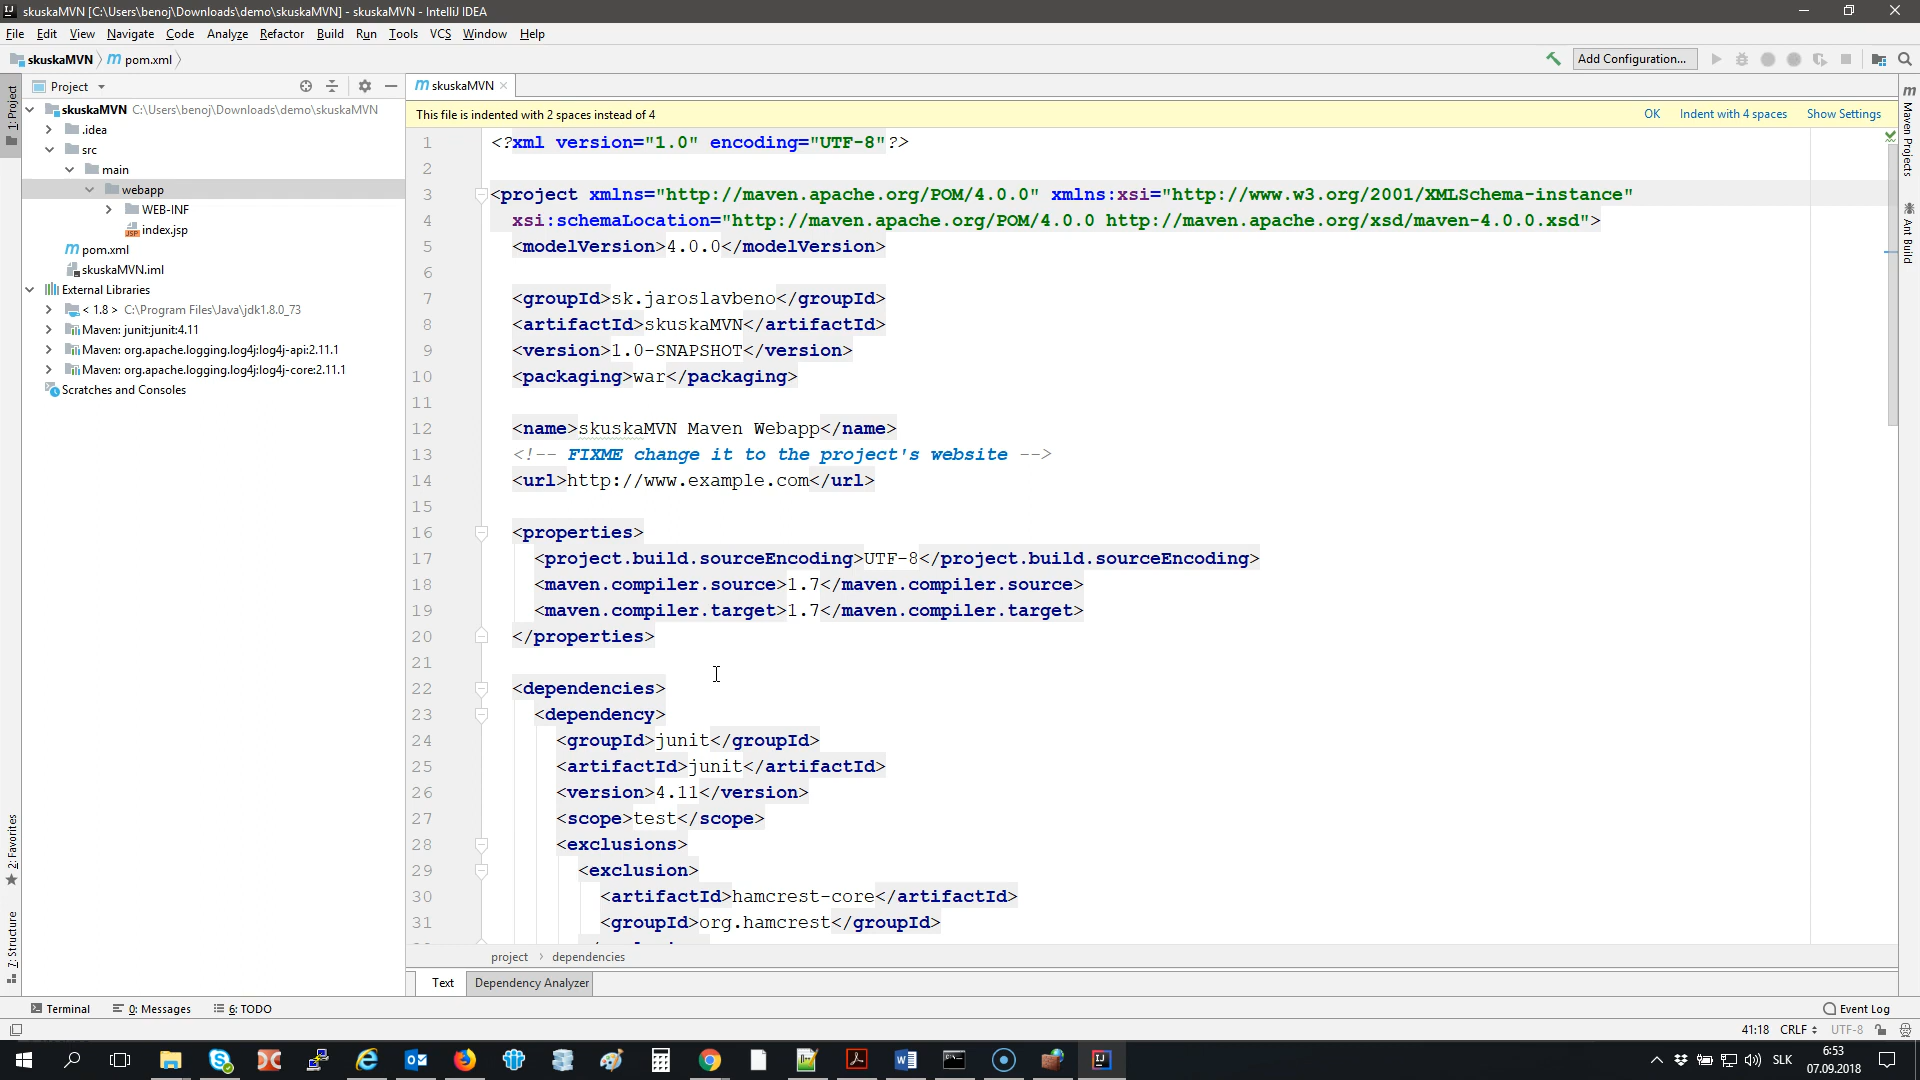 skuskaMVN [C:\Users\benoj\Downloads\demo\skuskaMVN] - skuskaMVN - IntelliJ IDEA
File Edit View Navigate Code Analyze Refactor Build Run Tools VCS Window Help
skuskaMVN pom.xml Add Configuration...
Project
skuskaMVN
1: Project
skuskaMVN C:\Users\benoj\Downloads\demo\skuskaMVN
.idea
src
main
webapp
WEB-INF
index.jsp
pom.xml
skuskaMVN.iml
External Libraries
< 1.8 > C:\Program Files\Java\jdk1.8.0_73
Maven: junit:junit:4.11
Maven: org.apache.logging.log4j:log4j-api:2.11.1
Maven: org.apache.logging.log4j:log4j-core:2.11.1
Scratches and Consoles
2: Favorites
7: Structure
This file is indented with 2 spaces instead of 4 OK Indent with 4 spaces Show Settings
1 <?xml version="1.0" encoding="UTF-8"?>
2
3 <project xmlns="http://maven.apache.org/POM/4.0.0" xmlns:xsi="http://www.w3.org/2001/XMLSchema-instance"
4 xsi:schemaLocation="http://maven.apache.org/POM/4.0.0 http://maven.apache.org/xsd/maven-4.0.0.xsd">
5 <modelVersion>4.0.0</modelVersion>
6
7 <groupId>sk.jaroslavbeno</groupId>
8 <artifactId>skuskaMVN</artifactId>
9 <version>1.0-SNAPSHOT</version>
10 <packaging>war</packaging>
11
12 <name>skuskaMVN Maven Webapp</name>
13 <!-- FIXME change it to the project's website -->
14 <url>http://www.example.com</url>
15
16 <properties>
17 <project.build.sourceEncoding>UTF-8</project.build.sourceEncoding>
18 <maven.compiler.source>1.7</maven.compiler.source>
19 <maven.compiler.target>1.7</maven.compiler.target>
20 </properties>
21
22 <dependencies>
23 <dependency>
24 <groupId>junit</groupId>
25 <artifactId>junit</artifactId>
26 <version>4.11</version>
27 <scope>test</scope>
28 <exclusions>
29 <exclusion>
30 <artifactId>hamcrest-core</artifactId>
31 <groupId>org.hamcrest</groupId>
Maven Projects
Ant Build
project dependencies
Text Dependency Analyzer
Terminal 0: Messages 6: TODO Event Log
41:18 CRLF UTF-8
SLK 6:53
07.09.2018